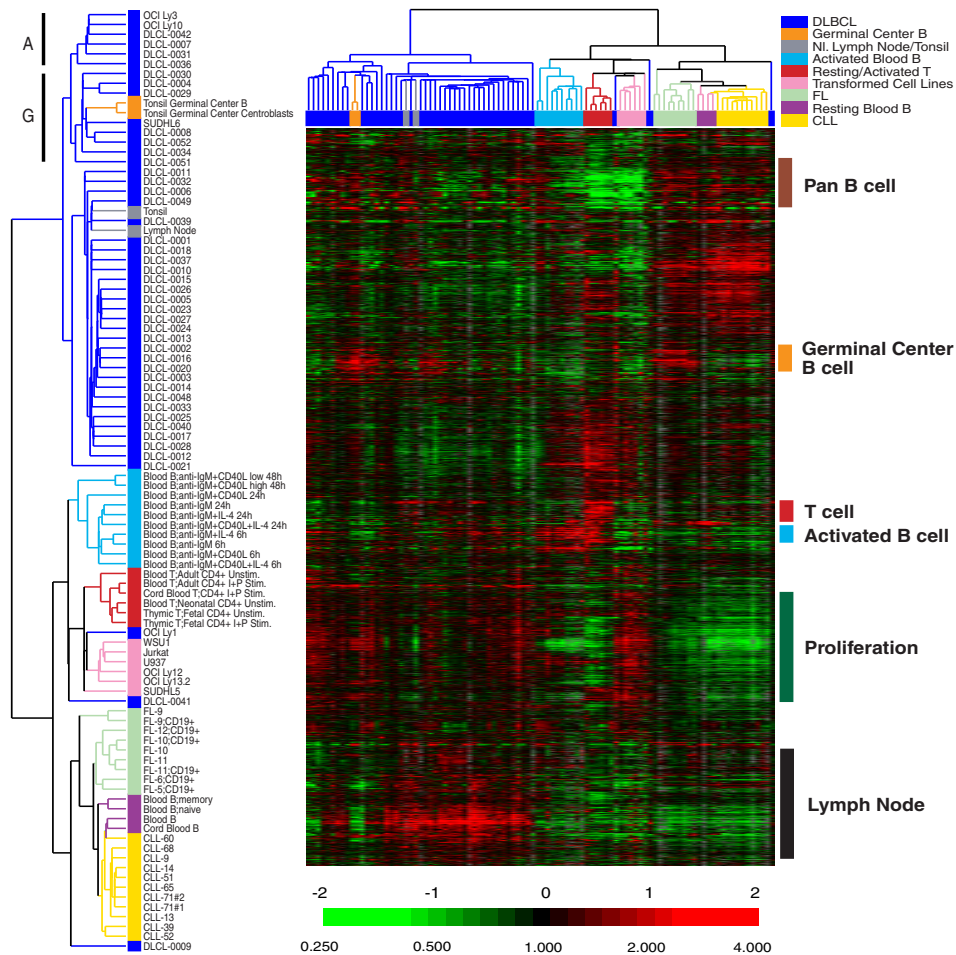 A
G
OCI Ly3
OCI Ly10
DLCL-0042
DLCL-0007
DLCL-0031
DLCL-0036
DLCL-0030
DLCL-0004
DLCL-0029
Tonsil Germinal Center B
Tonsil Germinal Center Centroblasts
SUDHL6
DLCL-0008
DLCL-0052
DLCL-0034
DLCL-0051
DLCL-0011
DLCL-0032
DLCL-0006
DLCL-0049
Tonsil
DLCL-0039
Lymph Node
DLCL-0001
DLCL-0018
DLCL-0037
DLCL-0010
DLCL-0015
DLCL-0026
DLCL-0005
DLCL-0023
DLCL-0027
DLCL-0024
DLCL-0013
DLCL-0002
DLCL-0016
DLCL-0020
DLCL-0003
DLCL-0014
DLCL-0048
DLCL-0033
DLCL-0025
DLCL-0040
DLCL-0017
DLCL-0028
DLCL-0012
DLCL-0021
Blood B;anti-IgM+CD40L low 48h
Blood B;anti-IgM+CD40L high 48h
Blood B;anti-IgM+CD40L 24h
Blood B;anti-IgM 24h
Blood B;anti-IgM+IL-4 24h
Blood B;anti-IgM+CD40L+IL-4 24h
Blood B;anti-IgM+IL-4 6h
Blood B;anti-IgM 6h
Blood B;anti-IgM+CD40L 6h
Blood B;anti-IgM+CD40L+IL-4 6h
Blood T;Adult CD4+ Unstim.
Blood T;Adult CD4+ I+P Stim.
Cord Blood T;CD4+ I+P Stim.
Blood T;Neonatal CD4+ Unstim.
Thymic T;Fetal CD4+ Unstim.
Thymic T;Fetal CD4+ I+P Stim.
OCI Ly1
WSU1
Jurkat
U937
OCI Ly12
OCI Ly13.2
SUDHL5
DLCL-0041
FL-9
FL-9;CD19+
FL-12;CD19+
FL-10;CD19+
FL-10
FL-11
FL-11;CD19+
FL-6;CD19+
FL-5;CD19+
Blood B;memory
Blood B;naive
Blood B
Cord Blood B
CLL-60
CLL-68
CLL-9
CLL-14
CLL-51
CLL-65
CLL-71#2
CLL-71#1
CLL-13
CLL-39
CLL-52
DLCL-0009
DLBCL
Germinal Center B
Nl. Lymph Node/Tonsil
Activated Blood B
Resting/Activated T
Transformed Cell Lines
FL
Resting Blood B
CLL
Pan B cell
Germinal Center
B cell
T cell
Activated B cell
Proliferation
Lymph Node
-2 -1 0 1 2
0.250 0.500 1.000 2.000 4.000